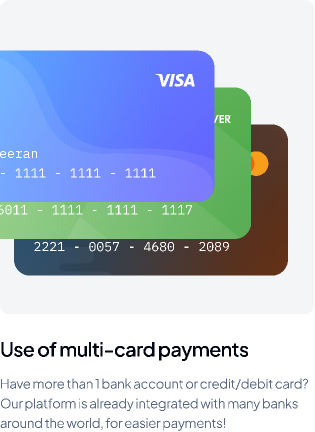 VISA
VER
eeran
- 1111 - 1111 - 1111
6011 - 1111 - 1111 - 1117
2221 - 0057 - 4680 - 2089
Use of multi-card payments
Have more than 1 bank account or credit/debit card?
Our platform is already integrated with many banks
around the world, for easier payments!